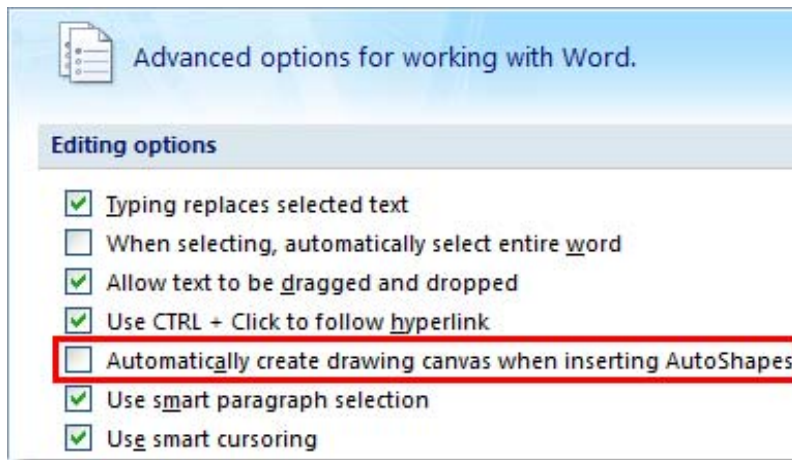 Advanced options for working with Word.
Editing options
Typing replaces selected text
When selecting, automatically select entire word
Allow text to be dragged and dropped
Use CTRL + Click to follow hyperlink
Automatically create drawing canvas when inserting AutoShapes
Use smart paragraph selection
Use smart cursoring